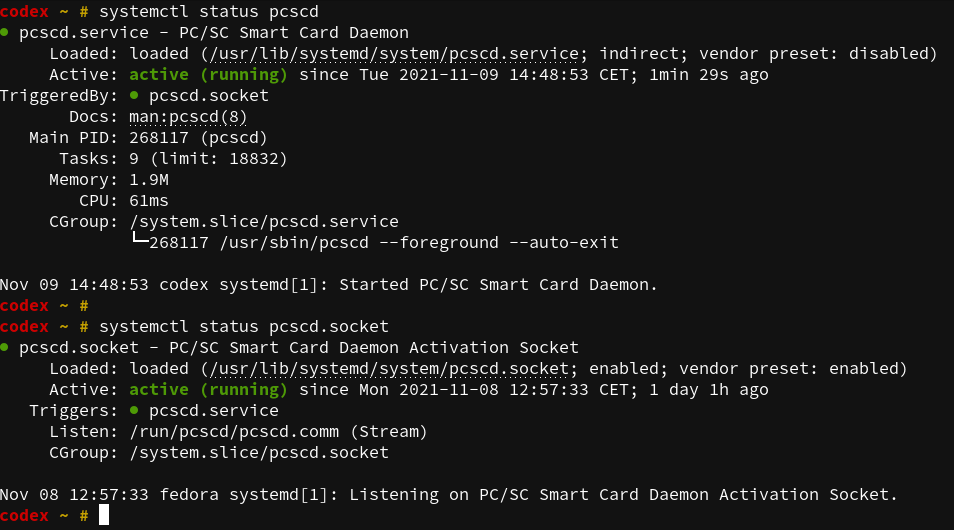 codex ~ # systemctl status pcscd
● pcscd.service - PC/SC Smart Card Daemon
     Loaded: loaded (/usr/lib/systemd/system/pcscd.service; indirect; vendor preset: disabled)
     Active: active (running) since Tue 2021-11-09 14:48:53 CET; 1min 29s ago
TriggeredBy: ● pcscd.socket
       Docs: man:pcscd(8)
   Main PID: 268117 (pcscd)
      Tasks: 9 (limit: 18832)
     Memory: 1.9M
        CPU: 61ms
     CGroup: /system.slice/pcscd.service
             └─268117 /usr/sbin/pcscd --foreground --auto-exit

Nov 09 14:48:53 codex systemd[1]: Started PC/SC Smart Card Daemon.
codex ~ #
codex ~ # systemctl status pcscd.socket
● pcscd.socket - PC/SC Smart Card Daemon Activation Socket
     Loaded: loaded (/usr/lib/systemd/system/pcscd.socket; enabled; vendor preset: enabled)
     Active: active (running) since Mon 2021-11-08 12:57:33 CET; 1 day 1h ago
   Triggers: ● pcscd.service
     Listen: /run/pcscd/pcscd.comm (Stream)
     CGroup: /system.slice/pcscd.socket

Nov 08 12:57:33 fedora systemd[1]: Listening on PC/SC Smart Card Daemon Activation Socket.
codex ~ #